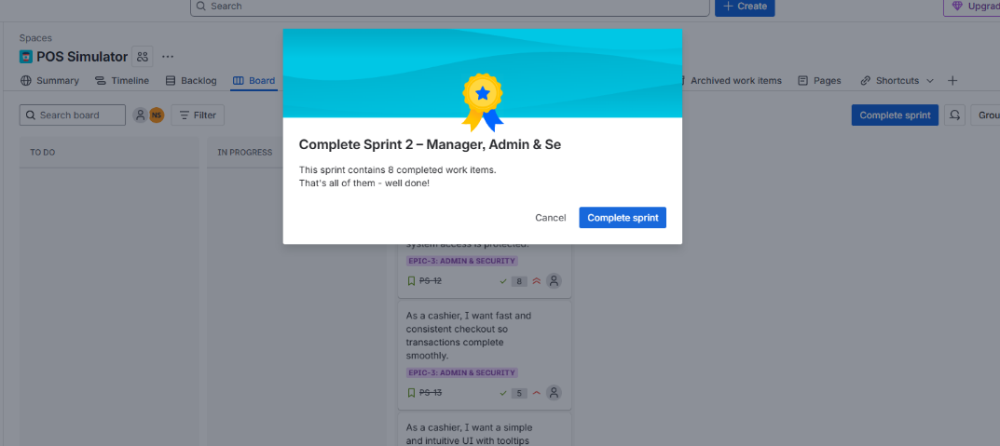 Search
Create
Upgrad
Spaces
POS Simulator
Summary
Timeline
Backlog
Board
Archived work items
Pages
Shortcuts
Search board
NS
Filter
Complete sprint
Grou
TO DO
IN PROGRESS
Complete Sprint 2 – Manager, Admin & Se
This sprint contains 8 completed work items.
That's all of them - well done!
Cancel
Complete sprint
system access is protected.
EPIC-3: ADMIN & SECURITY
PS-12
8
As a cashier, I want fast and
consistent checkout so
transactions complete
smoothly.
EPIC-3: ADMIN & SECURITY
PS-13
5
As a cashier, I want a simple
and intuitive UI with tooltips